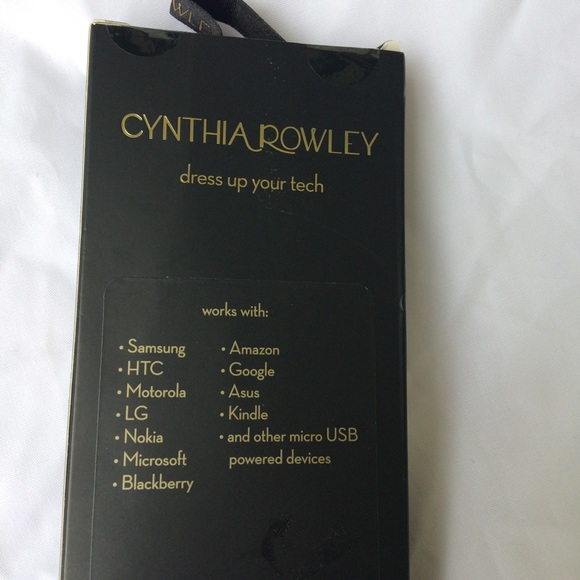 WLE
CYNTHIA ROWLEY
dress up your tech
works with:
• Samsung
• HTC
• Motorola
• LG
• Nokia
• Microsoft
• Blackberry
• Amazon
• Google
• Asus
• Kindle
• and other micro USB
powered devices